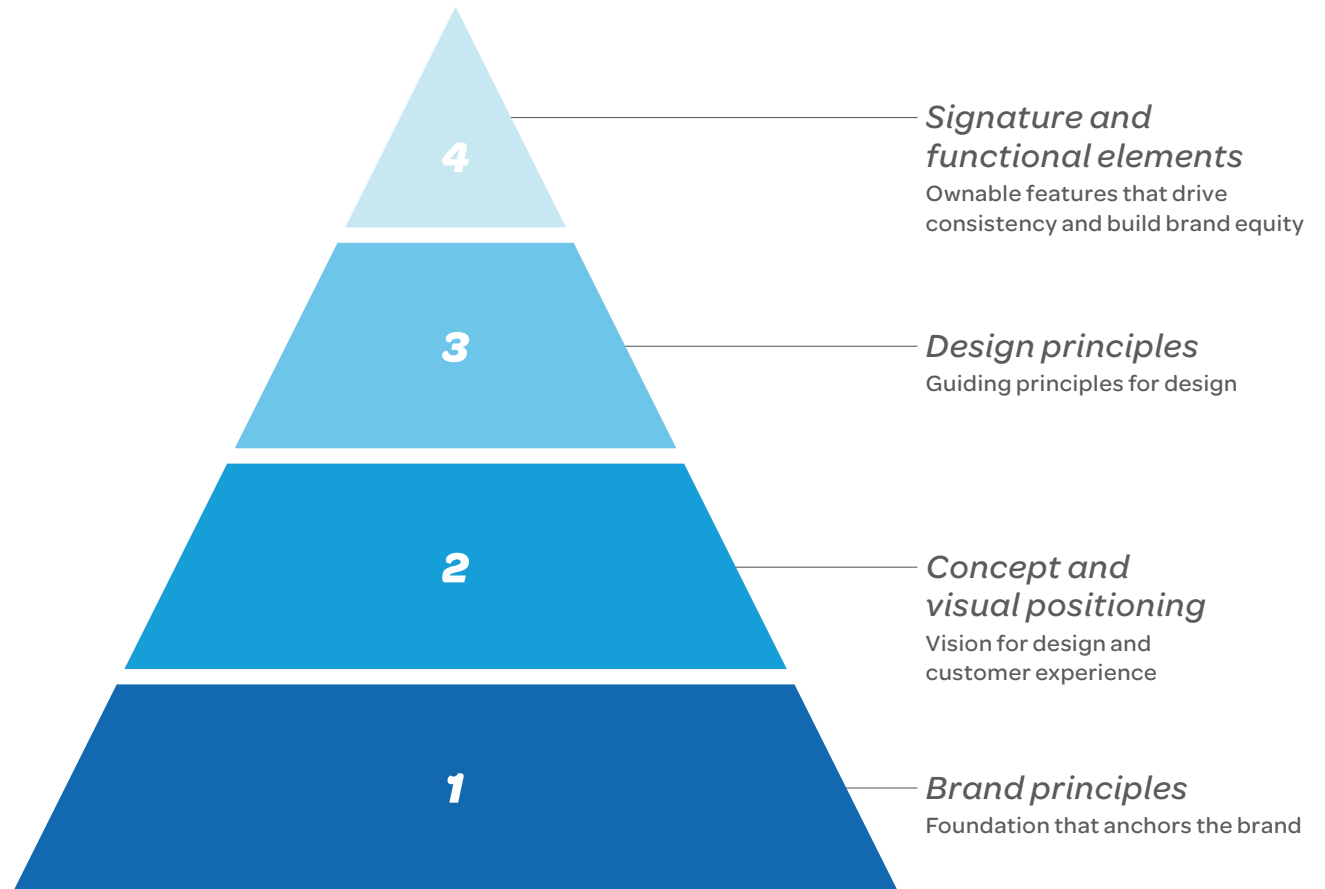 4
Signature and
functional elements
Ownable features that drive
consistency and build brand equity
3
Design principles
Guiding principles for design
2
Concept and
visual positioning
Vision for design and
customer experience
1
Brand principles
Foundation that anchors the brand